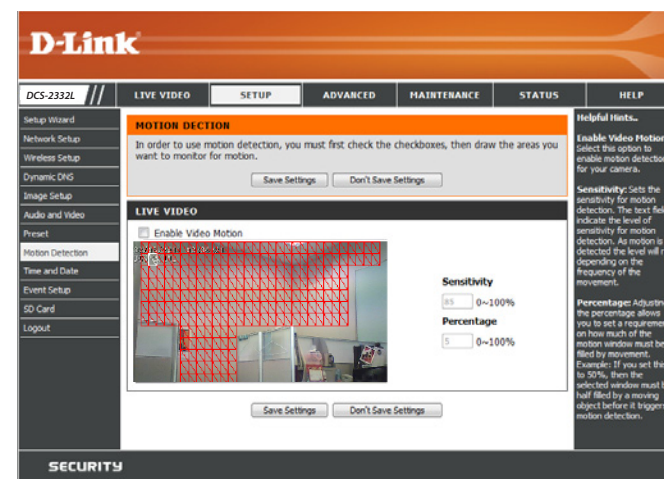 D-Link
DCS-2332L
LIVE VIDEO
SETUP
ADVANCED
MAINTENANCE
STATUS
HELP
Setup Wizard
Network Setup
Wireless Setup
Dynamic DNS
Image Setup
Audio and Video
Preset
Motion Detection
Time and Date
Event Setup
SD Card
Logout
MOTION DECTION
In order to use motion detection, you must first check the checkboxes, then draw the areas you
want to monitor for motion.
Save Settings
Don't Save Settings
LIVE VIDEO
Enable Video Motion
Sensitivity
85 0~100%
Percentage
5 0~100%
Save Settings
Don't Save Settings
Helpful Hints..
Enable Video Motion
Select this option to
enable motion detection
for your camera.
Sensitivity: Sets the
sensitivity for motion
detection. The text fiel
indicate the level of
sensitivity for motion
detection. As motion is
detected the level will r
depending on the
frequency of the
movement.
Percentage: Adjustin
the percentage allows
you to set a requiremen
on how much of the
motion window must be
filled by movement.
Example: If you set this
to 50%, then the
selected window must b
half filled by a moving
object before it triggers
motion detection.
SECURITY